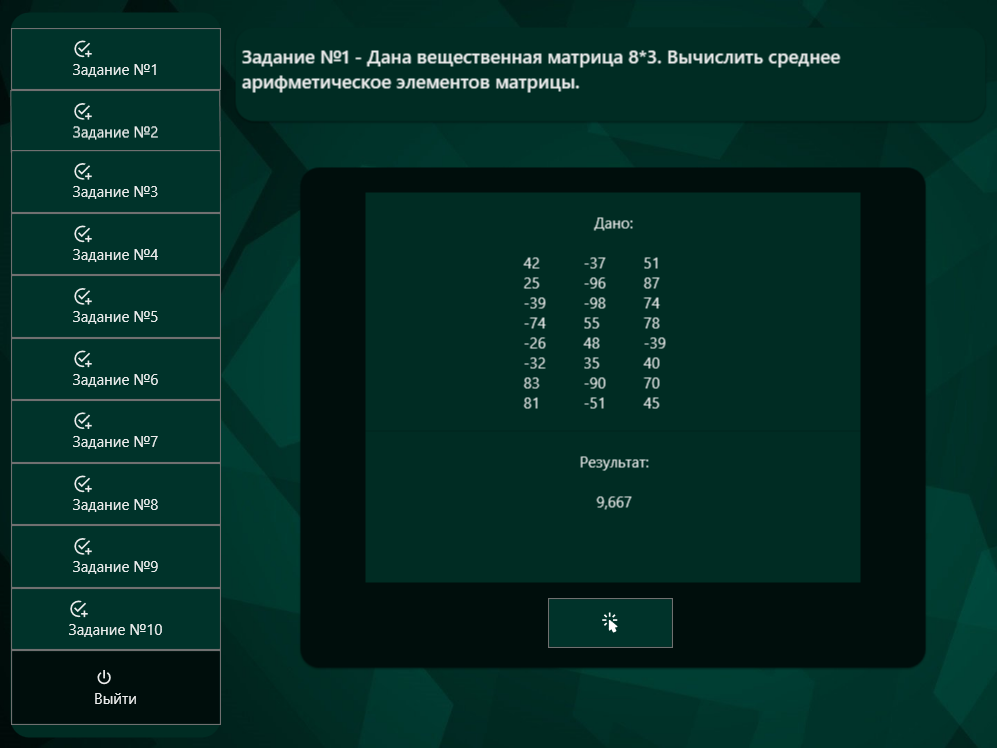 Задание №1
Задание №2
Задание №3
Задание №4
Задание №5
Задание №6
Задание №7
Задание №8
Задание №9
Задание №10
Выйти
Задание №1 - Дана вещественная матрица 8*3. Вычислить среднее
арифметическое элементов матрицы.
Дано:
42 -37 51
25 -96 87
-39 -98 74
-74 55 78
-26 48 -39
-32 35 40
83 -90 70
81 -51 45
Результат:
9,667